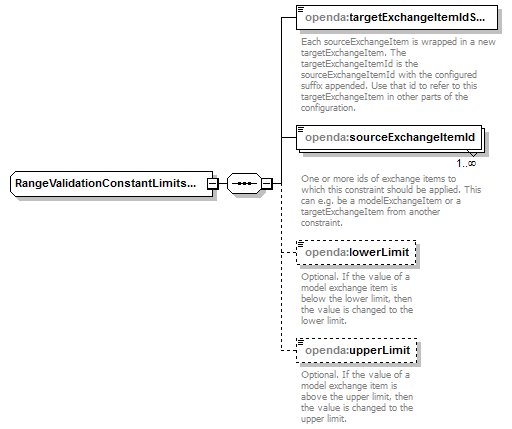 openda:targetExchangeItemIdS...
Each sourceExchangeItem is wrapped in a new
targetExchangeItem. The
targetExchangeItemId is the
sourceExchangeItemId with the configured
suffix appended. Use that id to refer to this
targetExchangeItem in other parts of the
configuration.
openda:sourceExchangeItemId
1..∞
One or more ids of exchange items to
which this constraint should be applied. This
can e.g. be a modelExchangeItem or a
targetExchangeItem from another
constraint.
RangeValidationConstantLimits...
openda:lowerLimit
Optional. If the value of a
model exchange item is
below the lower limit, then
the value is changed to the
lower limit.
openda:upperLimit
Optional. If the value of a
model exchange item is
above the upper limit, then
the value is changed to the
upper limit.